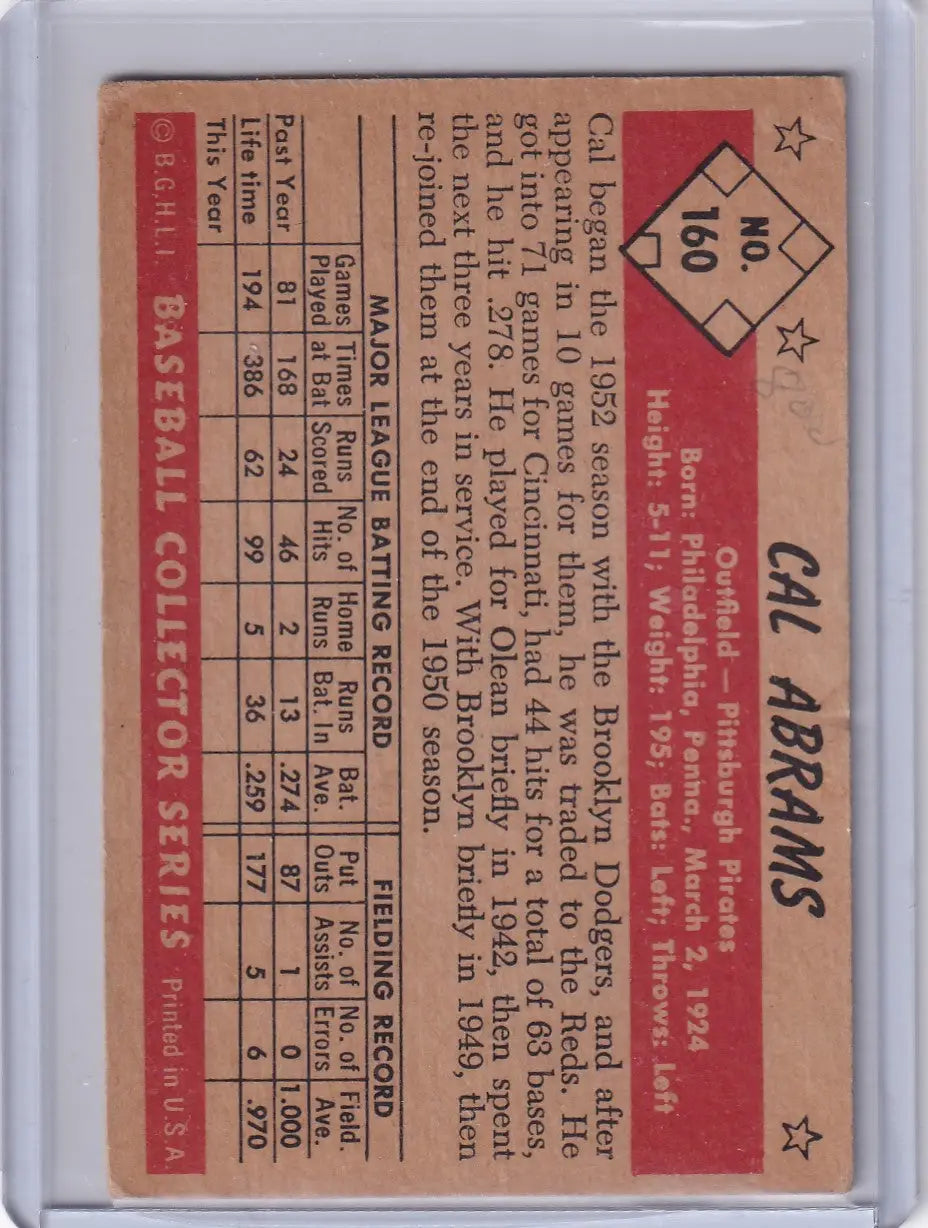 CAL ABRAMS
NO.
160
Outfield — Pittsburgh Pirates
Born: Philadelphia, Penna., March 2, 1924
Height: 5-11; Weight: 195; Bats: Left; Throws: Left
good
Cal began the 1952 season with the Brooklyn Dodgers, and after
appearing in 10 games for them, he was traded to the Reds. He
got into 71 games for Cincinnati, had 44 hits for a total of 63 bases,
and he hit .278. He played for Olean briefly in 1942, then spent
the next three years in service. With Brooklyn briefly in 1949, then
re-joined them at the end of the 1950 season.
MAJOR LEAGUE BATTING RECORD FIELDING RECORD
Games Times Runs No. of Home Runs Bat. Put No. of No. of Field.
Played at Bat Scored Hits Runs Bat. In Ave. Outs Assists Errors Ave.
Past Year 81 168 24 46 2 13 .274 87 1 0 1.000
Life time 194 386 62 99 5 36 .259 177 5 6 .970
This Year
© B.G.H.L.I. BASEBALL COLLECTOR SERIES Printed in U.S.A.